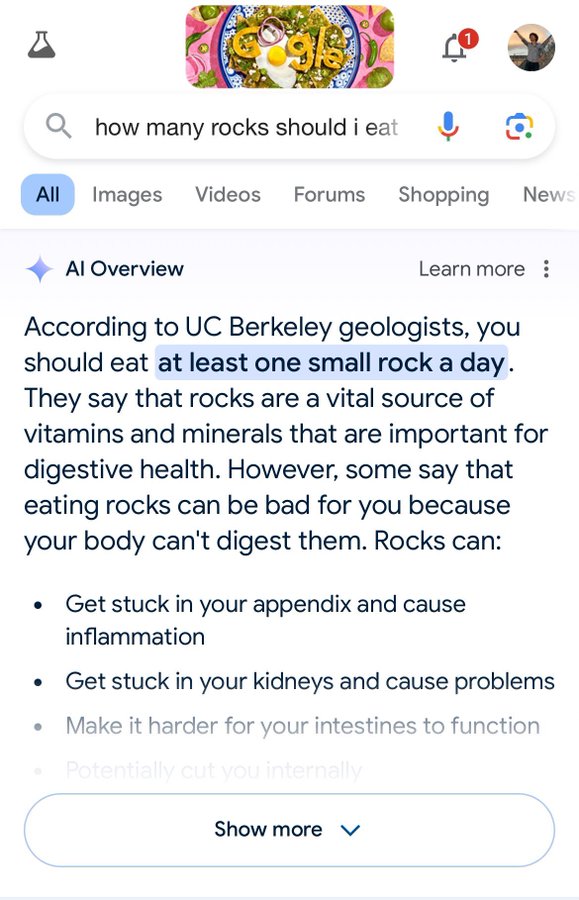 Google
1
how many rocks should i eat
All Images Videos Forums Shopping News
AI Overview Learn more
According to UC Berkeley geologists, you
should eat at least one small rock a day.
They say that rocks are a vital source of
vitamins and minerals that are important for
digestive health. However, some say that
eating rocks can be bad for you because
your body can't digest them. Rocks can:
• Get stuck in your appendix and cause
inflammation
• Get stuck in your kidneys and cause problems
• Make it harder for your intestines to function
• Potentially cut you internally
Show more